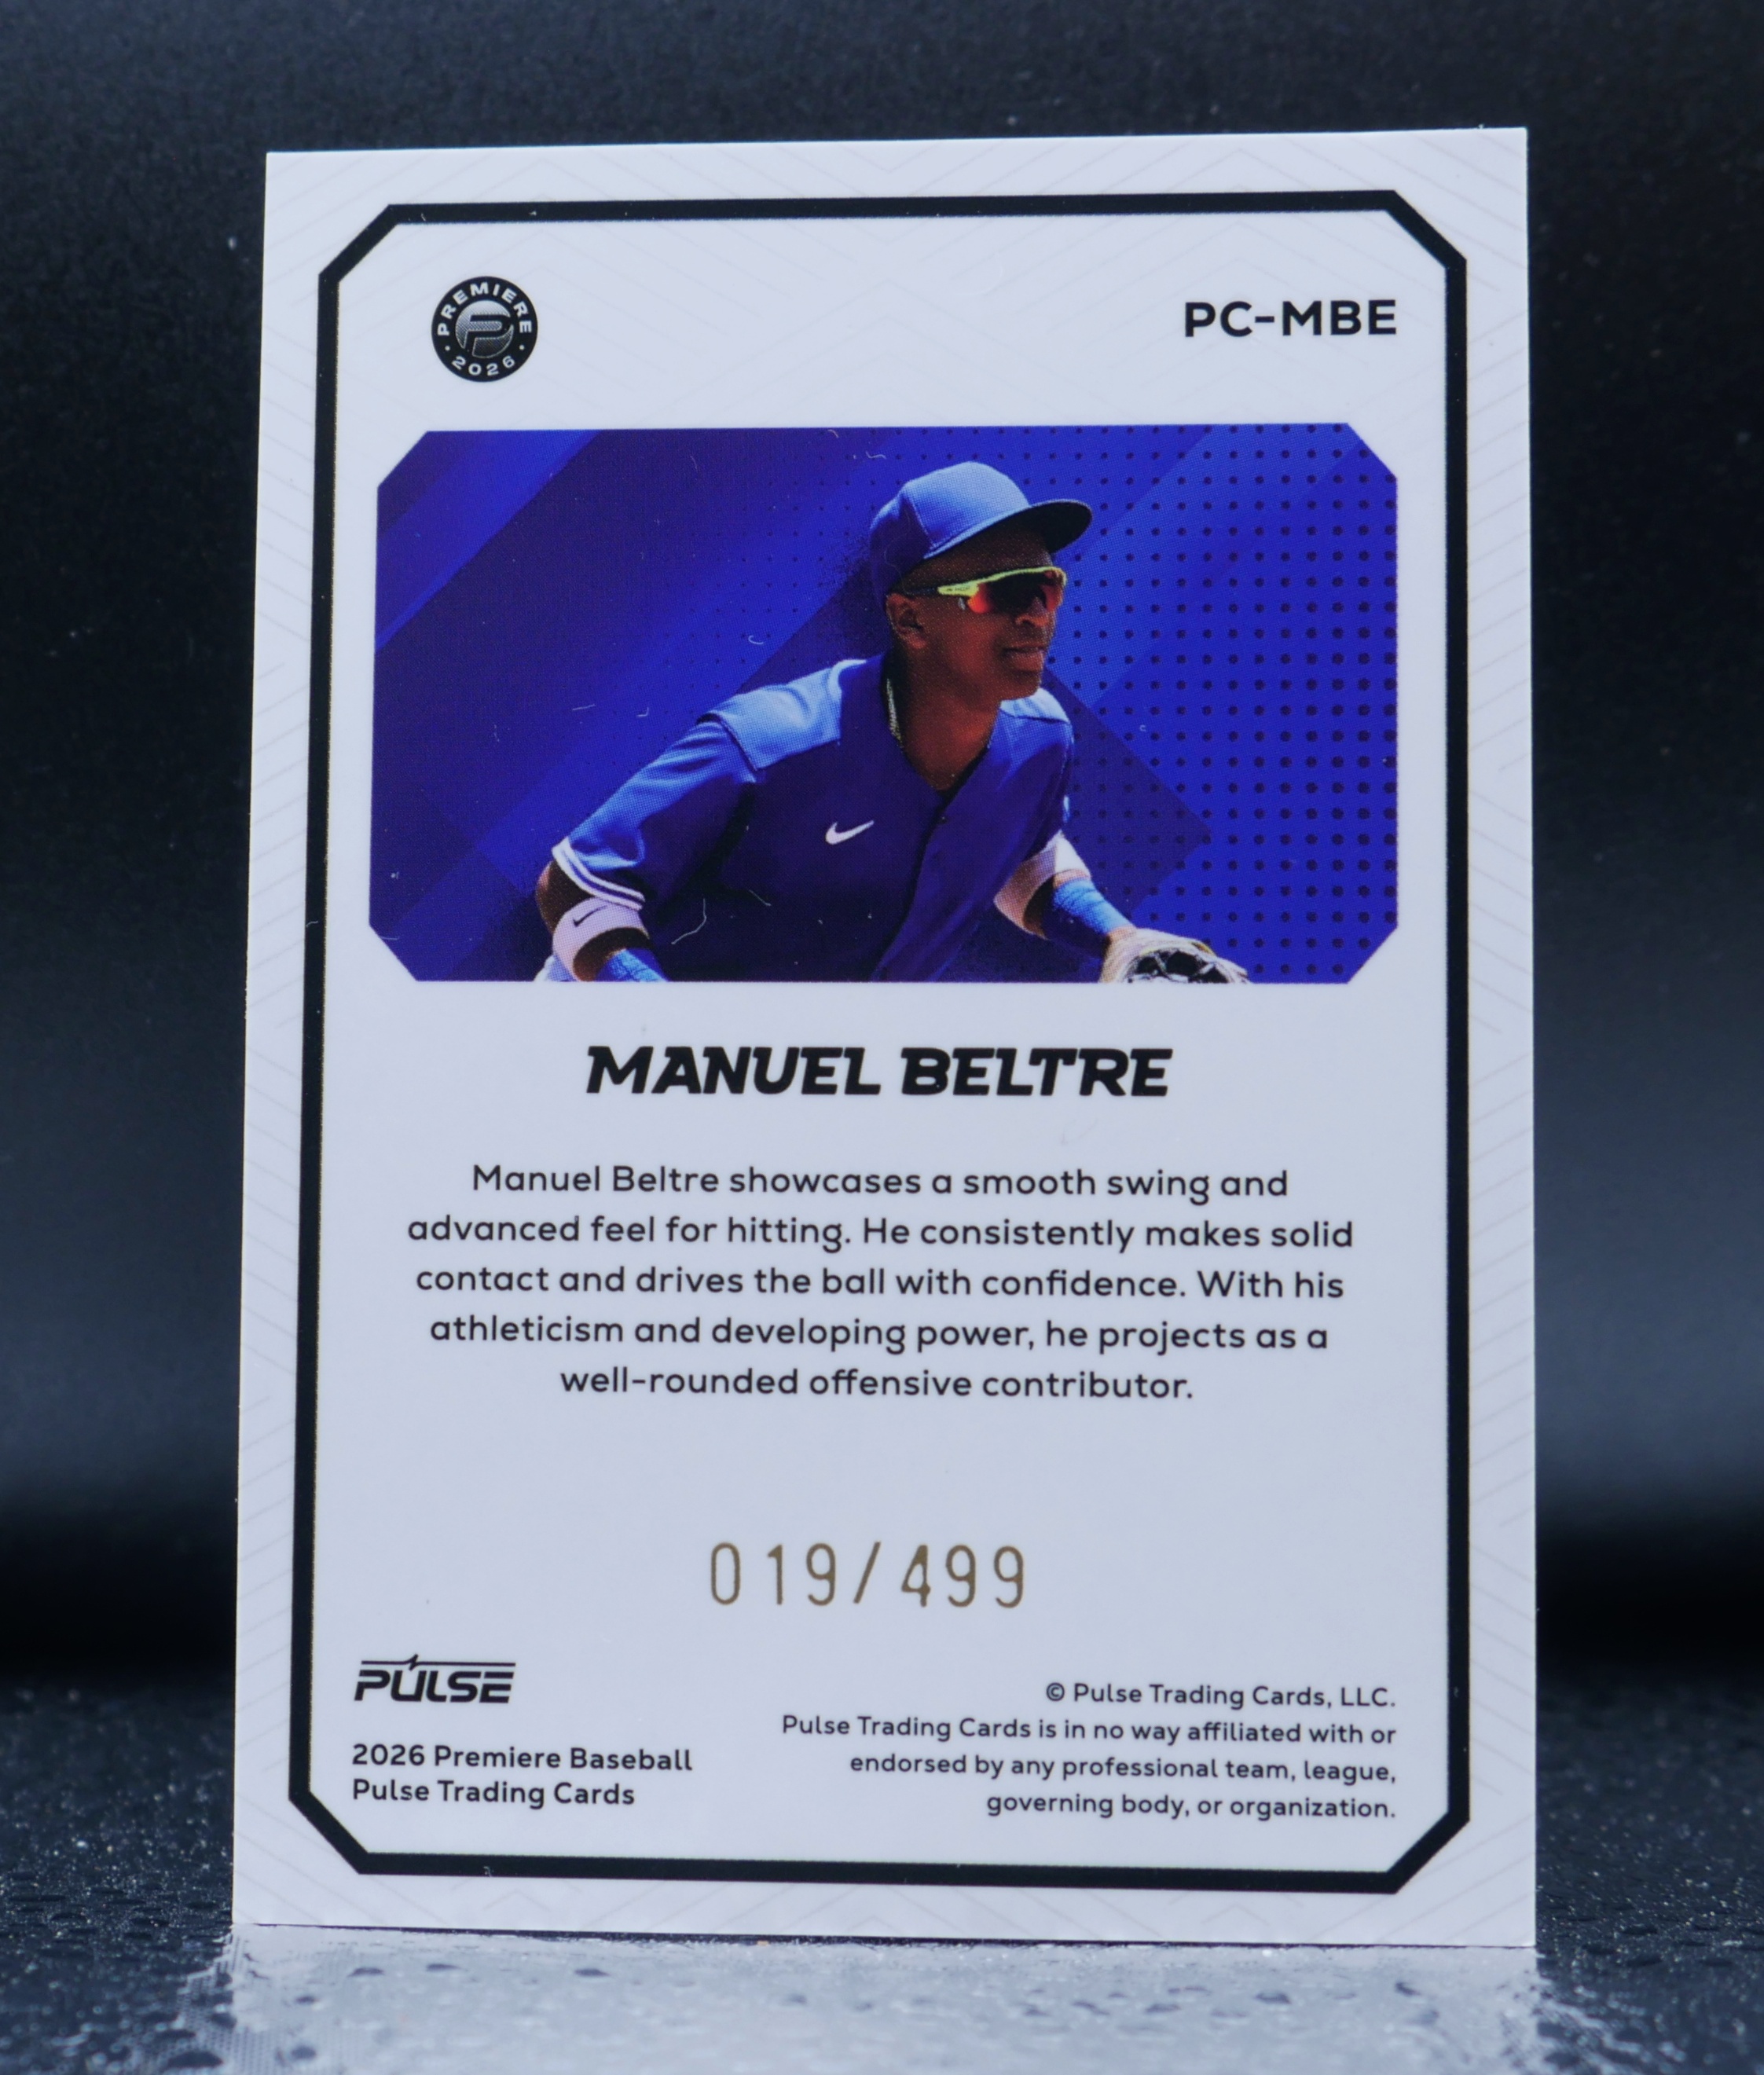 PREMIERE
2026
PC-MBE
MANUEL BELTRE
Manuel Beltre showcases a smooth swing and
advanced feel for hitting. He consistently makes solid
contact and drives the ball with confidence. With his
athleticism and developing power, he projects as a
well-rounded offensive contributor.
019/499
PULSE
2026 Premiere Baseball
Pulse Trading Cards
© Pulse Trading Cards, LLC.
Pulse Trading Cards is in no way affiliated with or
endorsed by any professional team, league,
governing body, or organization.